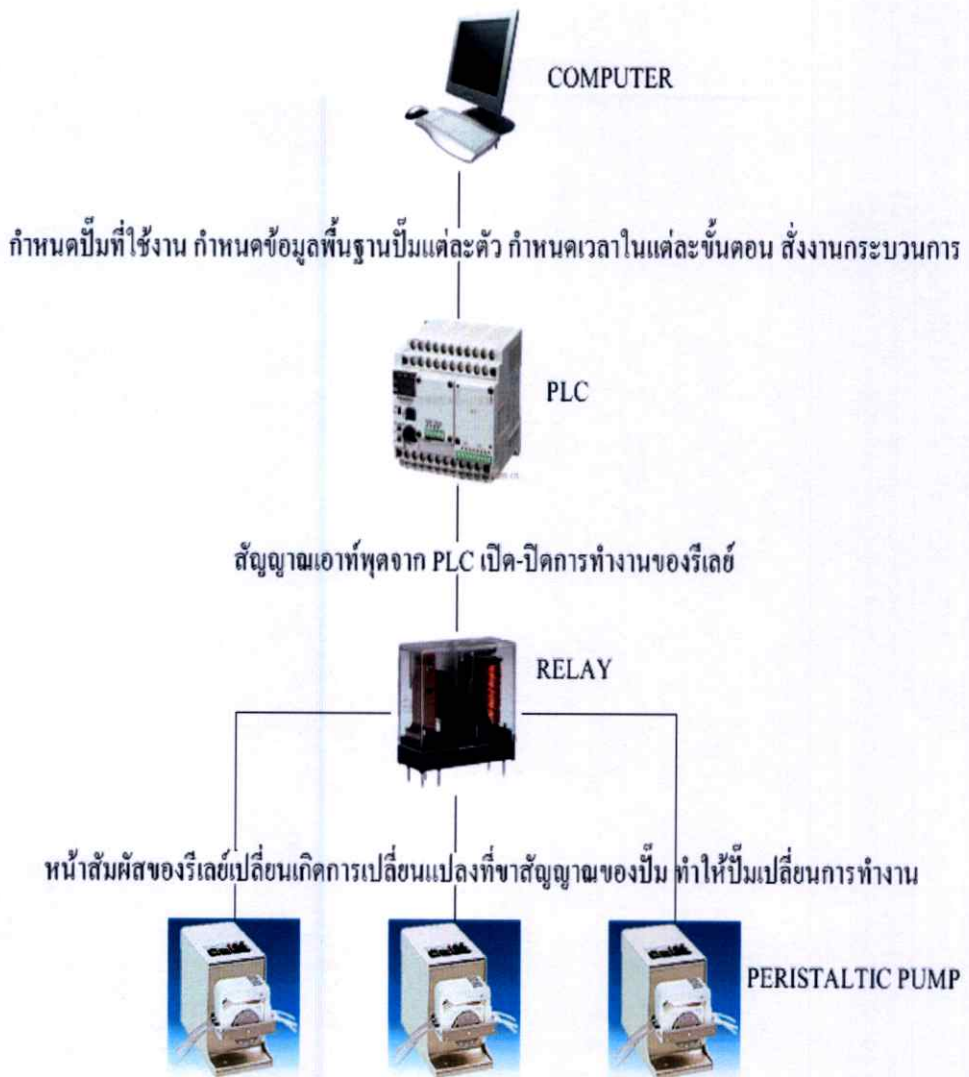 COMPUTER
กำหนดปั๊มที่ใช้งาน กำหนดข้อมูลพื้นฐานปั๊มแต่ละตัว กำหนดเวลาในแต่ละขั้นตอน สั่งงานกระบวนการ
PLC
สัญญาณเอาท์พุตจาก PLC เปิด-ปิดการทำงานของรีเลย์
RELAY
หน้าสัมผัสของรีเลย์เปลี่ยนเกิดการเปลี่ยนแปลงที่ขาสัญญาณของปั๊ม ทำให้ปั๊มเปลี่ยนการทำงาน
PERISTALTIC PUMP